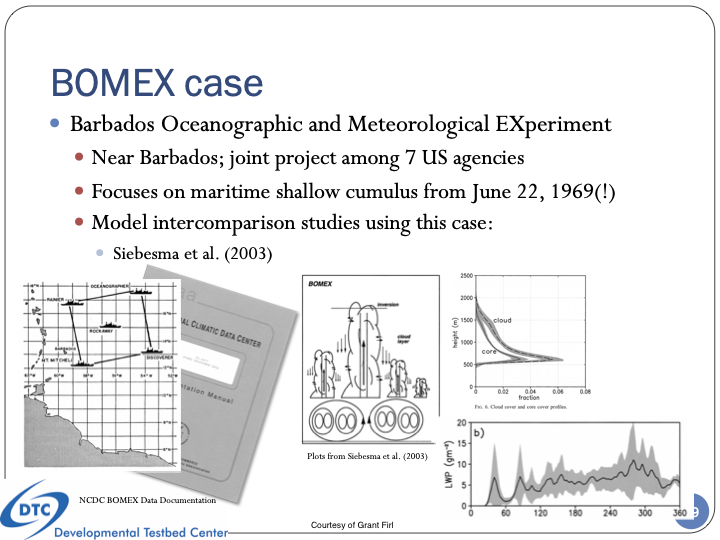 BOMEX case
Barbados Oceanographic and Meteorological EXperiment
Near Barbados; joint project among 7 US agencies
Focuses on maritime shallow cumulus from June 22, 1969(!)
Model intercomparison studies using this case:
Siebesma et al. (2003)
OCEANOGRAPHER
RAINIER
ROCKAWAY
BARBADOS
MT. MITCHELL
DISCOVERER
AL CLIMATIC DATA CENTER
ntation Manual
NCDC BOMEX Data Documentation
BOMEX
inversion
cloud
layer
Plots from Siebesma et al. (2003)
height (m)
2500
2000
1500
1000
500
0
cloud
core
0 0.02 0.04 0.06 0.08
fraction
FIG. 6. Cloud cover and core cover profiles.
b)
LWP (gm⁻²)
20
15
10
5
0
0 60 120 180 240 300 360
9
DTC
Developmental Testbed Center
Courtesy of Grant Firl